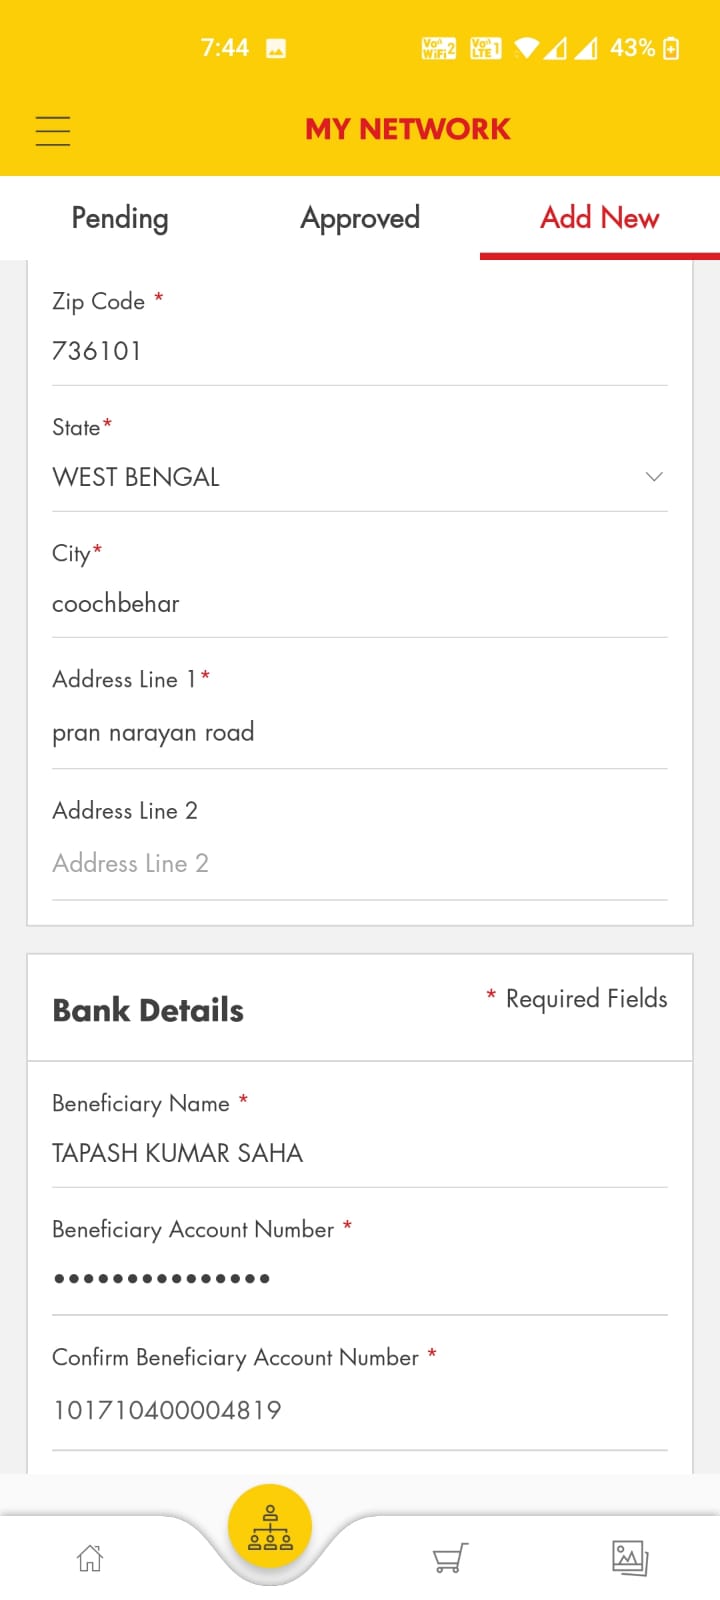 7:44 Vo)) WiFi 2 Vo)) LTE 1 43%
MY NETWORK
Pending Approved Add New
Zip Code *
736101
State*
WEST BENGAL
City*
coochbehar
Address Line 1*
pran narayan road
Address Line 2
Address Line 2
Bank Details * Required Fields
Beneficiary Name *
TAPASH KUMAR SAHA
Beneficiary Account Number *
•••••••••••••••
Confirm Beneficiary Account Number *
101710400004819